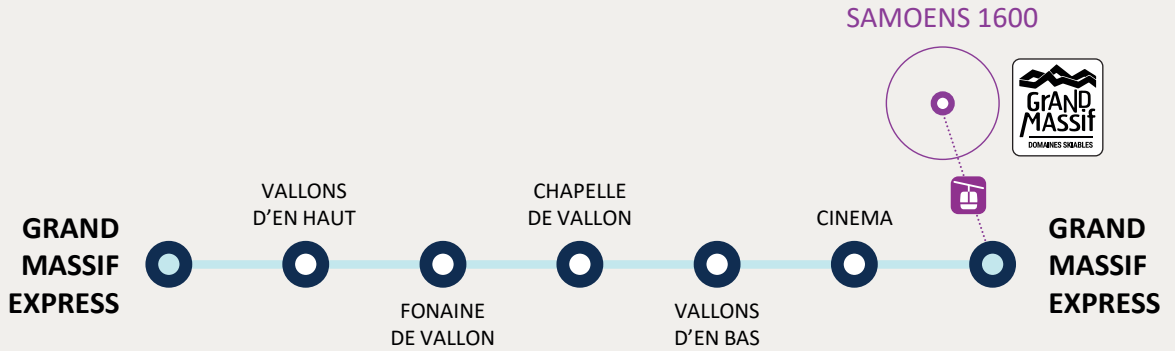 SAMOENS 1600
GrAND
MASSif
DOMAINES SKIABLES
GRAND
MASSIF
EXPRESS
VALLONS
D’EN HAUT
FONAINE
DE VALLON
CHAPELLE
DE VALLON
VALLONS
D’EN BAS
CINEMA
GRAND
MASSIF
EXPRESS